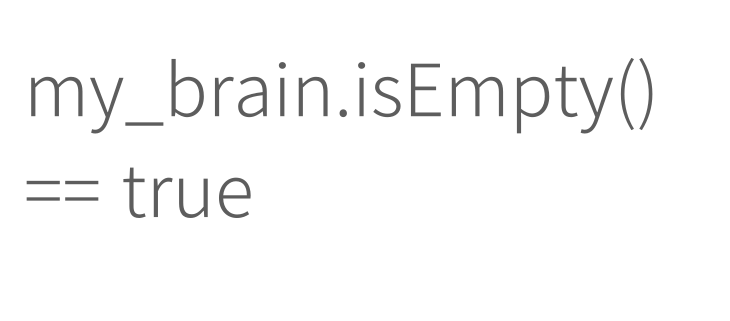 my_brain.isEmpty()
== true